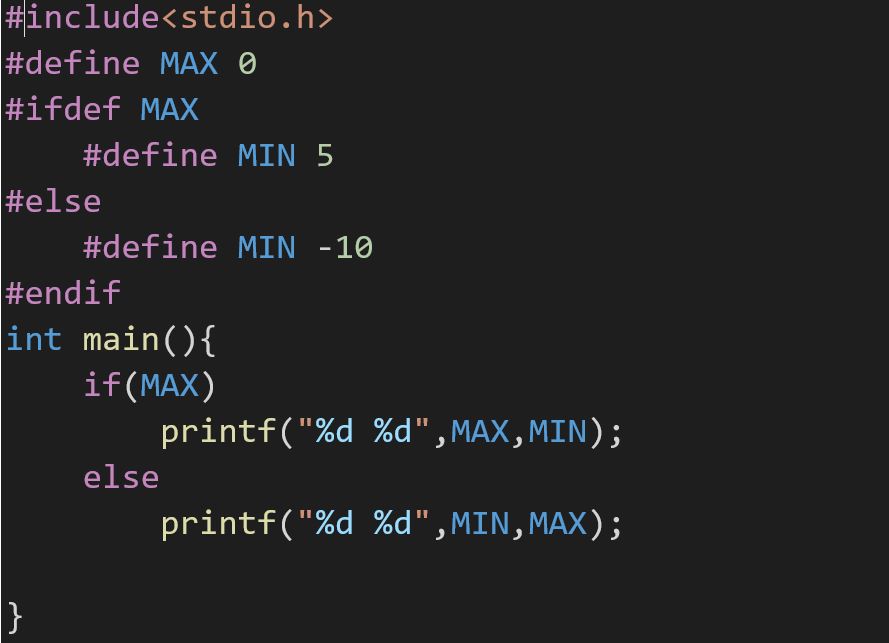 #include<stdio.h>
#define MAX 0
#ifdef MAX
    #define MIN 5
#else
    #define MIN -10
#endif
int main(){
    if(MAX)
        printf("%d %d",MAX,MIN);
    else
        printf("%d %d",MIN,MAX);

}